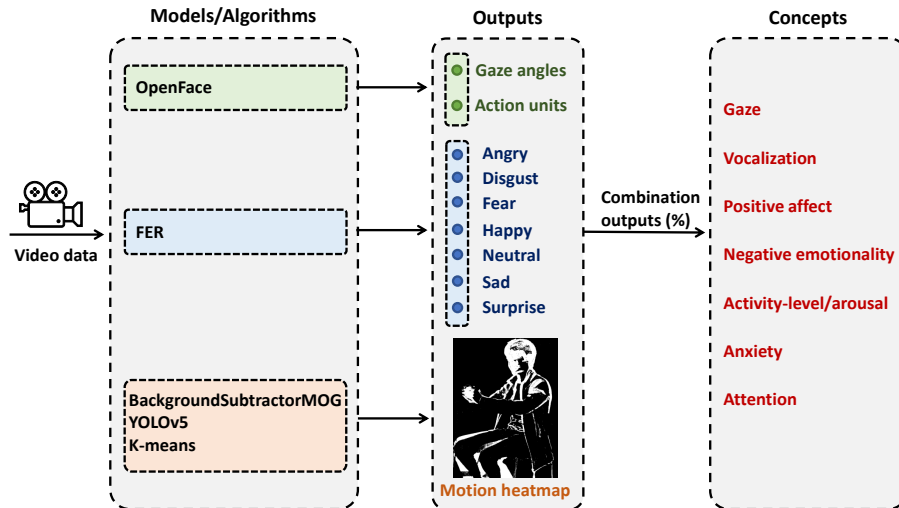 Models/Algorithms
Outputs
Concepts
OpenFace
Gaze angles
Action units
Video data
FER
Angry
Disgust
Fear
Happy
Neutral
Sad
Surprise
Combination
outputs (%)
BackgroundSubtractorMOG
YOLOv5
K-means
Motion heatmap
Gaze
Vocalization
Positive affect
Negative emotionality
Activity-level/arousal
Anxiety
Attention